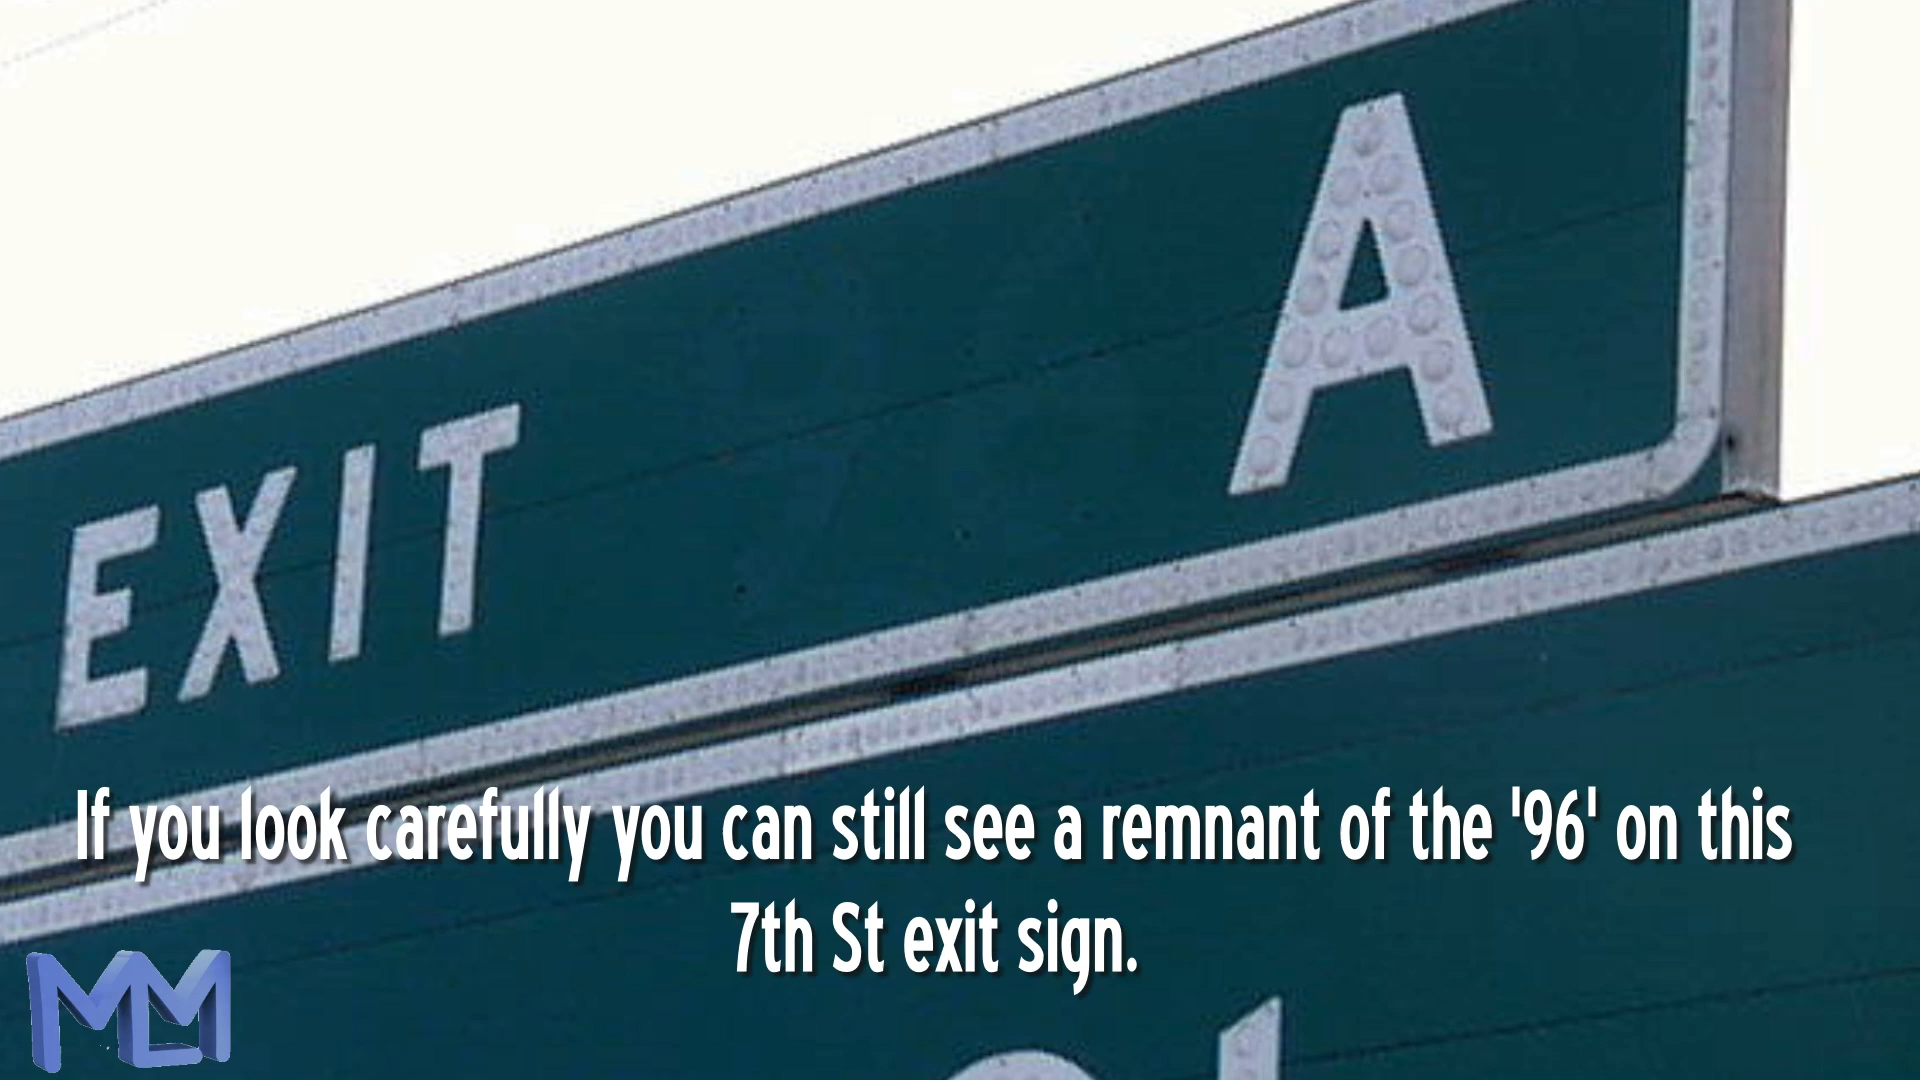 EXIT A
If you look carefully you can still see a remnant of the '96' on this
7th St exit sign.
MLM